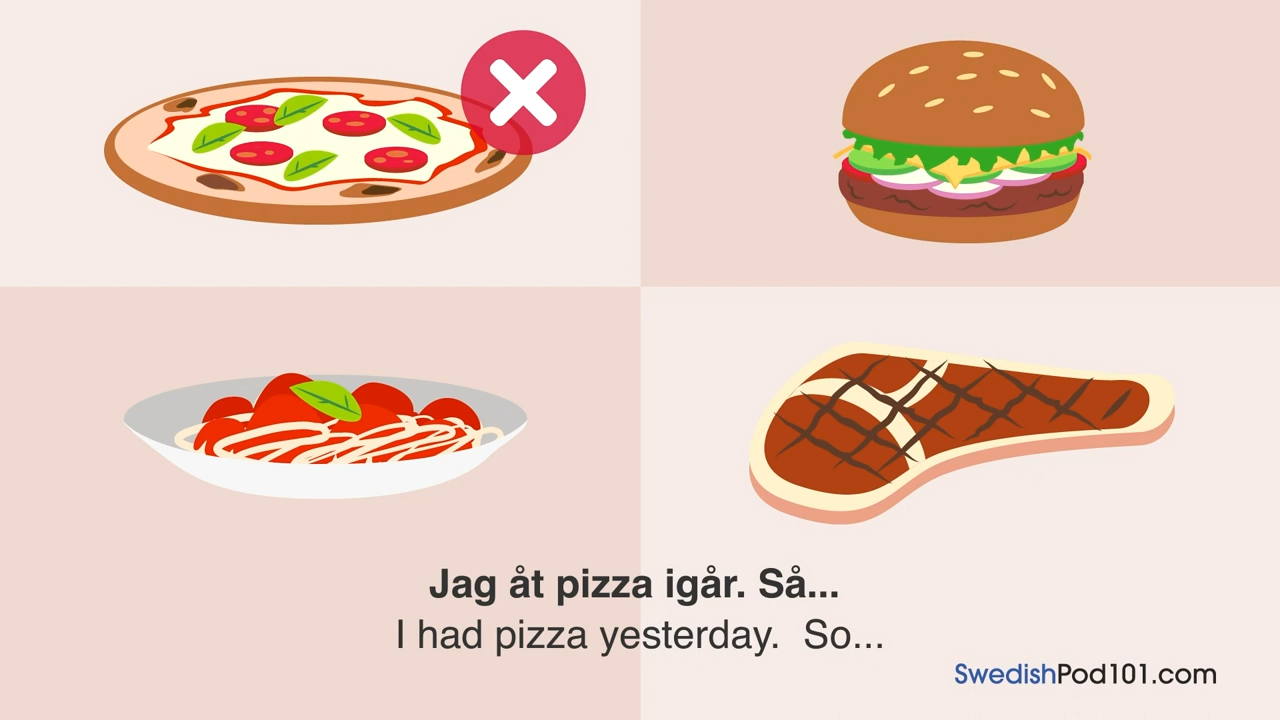 Jag åt pizza igår. Så...
I had pizza yesterday.  So...
SwedishPod101.com